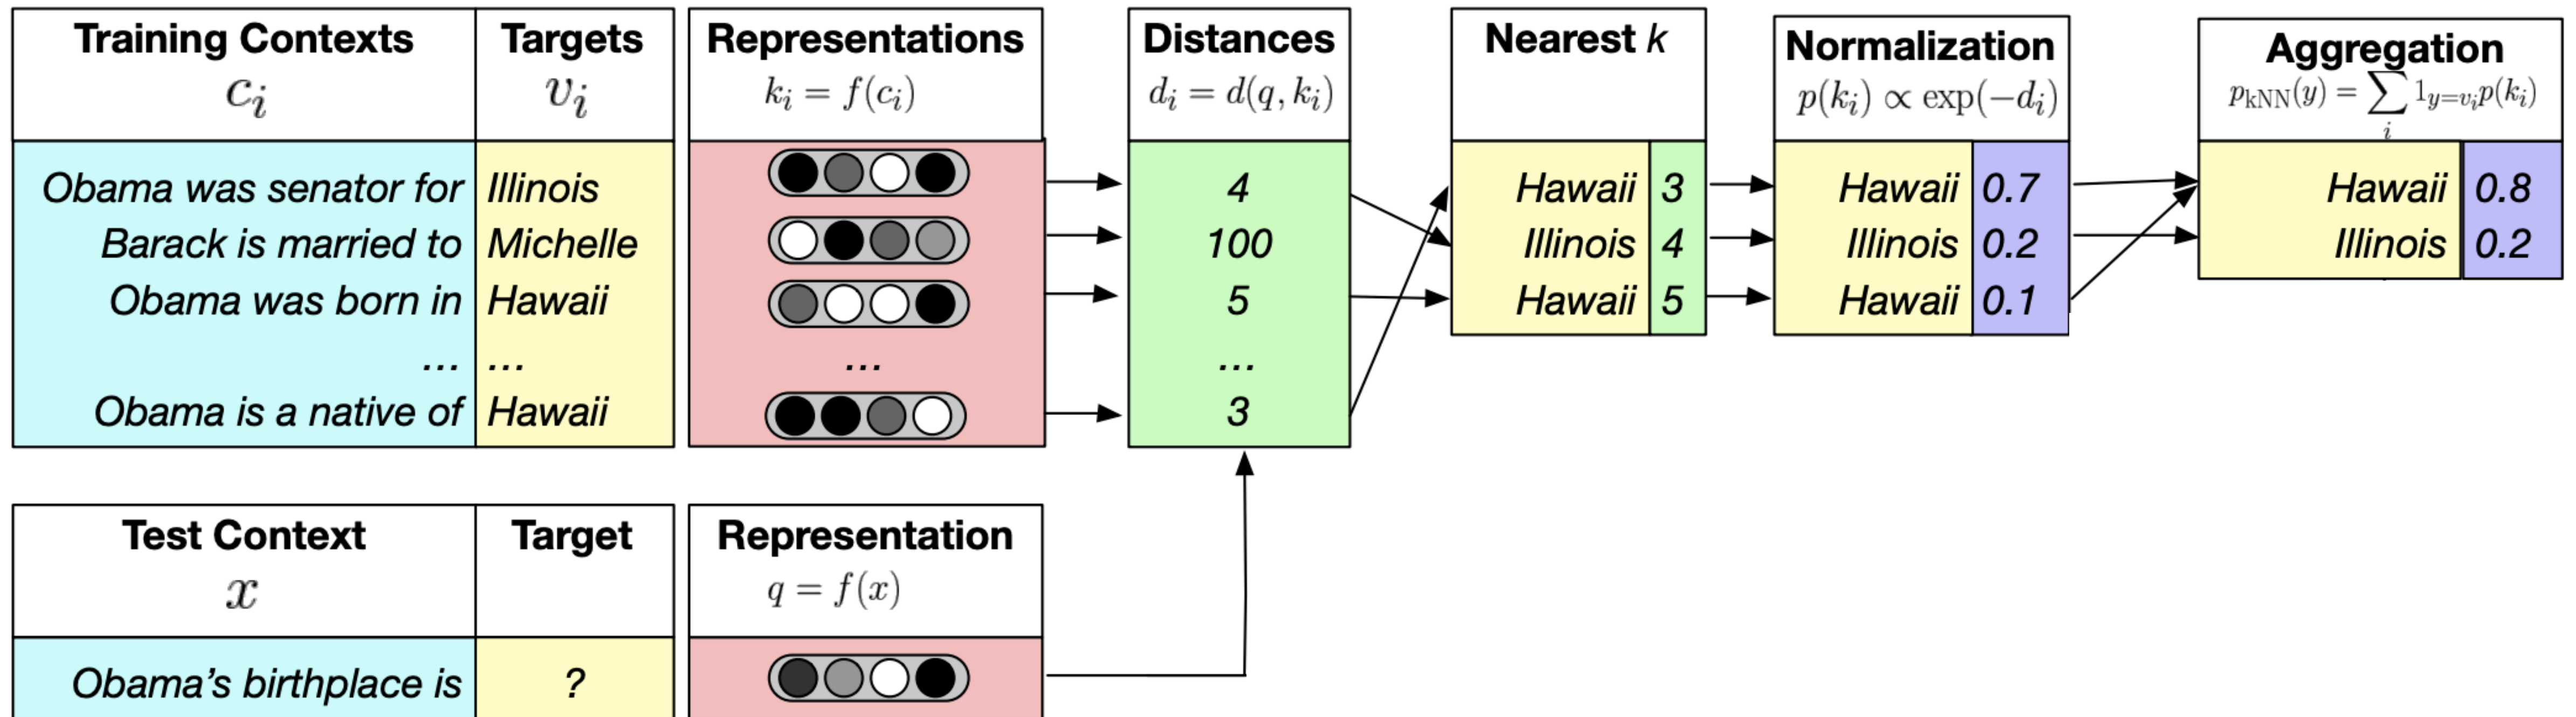 Training Contexts Targets Representations Distances Nearest k Normalization Aggregation
c_i v_i k_i = f(c_i) d_i = d(q, k_i) p(k_i) ∝ exp(−d_i) p_kNN(y) = ∑_i 1_{y=v_i} p(k_i)
Obama was senator for Illinois 4 Hawaii 3 Hawaii 0.7 Hawaii 0.8
Barack is married to Michelle 100 Illinois 4 Illinois 0.2 Illinois 0.2
Obama was born in Hawaii 5 Hawaii 5 Hawaii 0.1
... ... ... ...
Obama is a native of Hawaii 3
Test Context Target Representation
x q = f(x)
Obama’s birthplace is ?